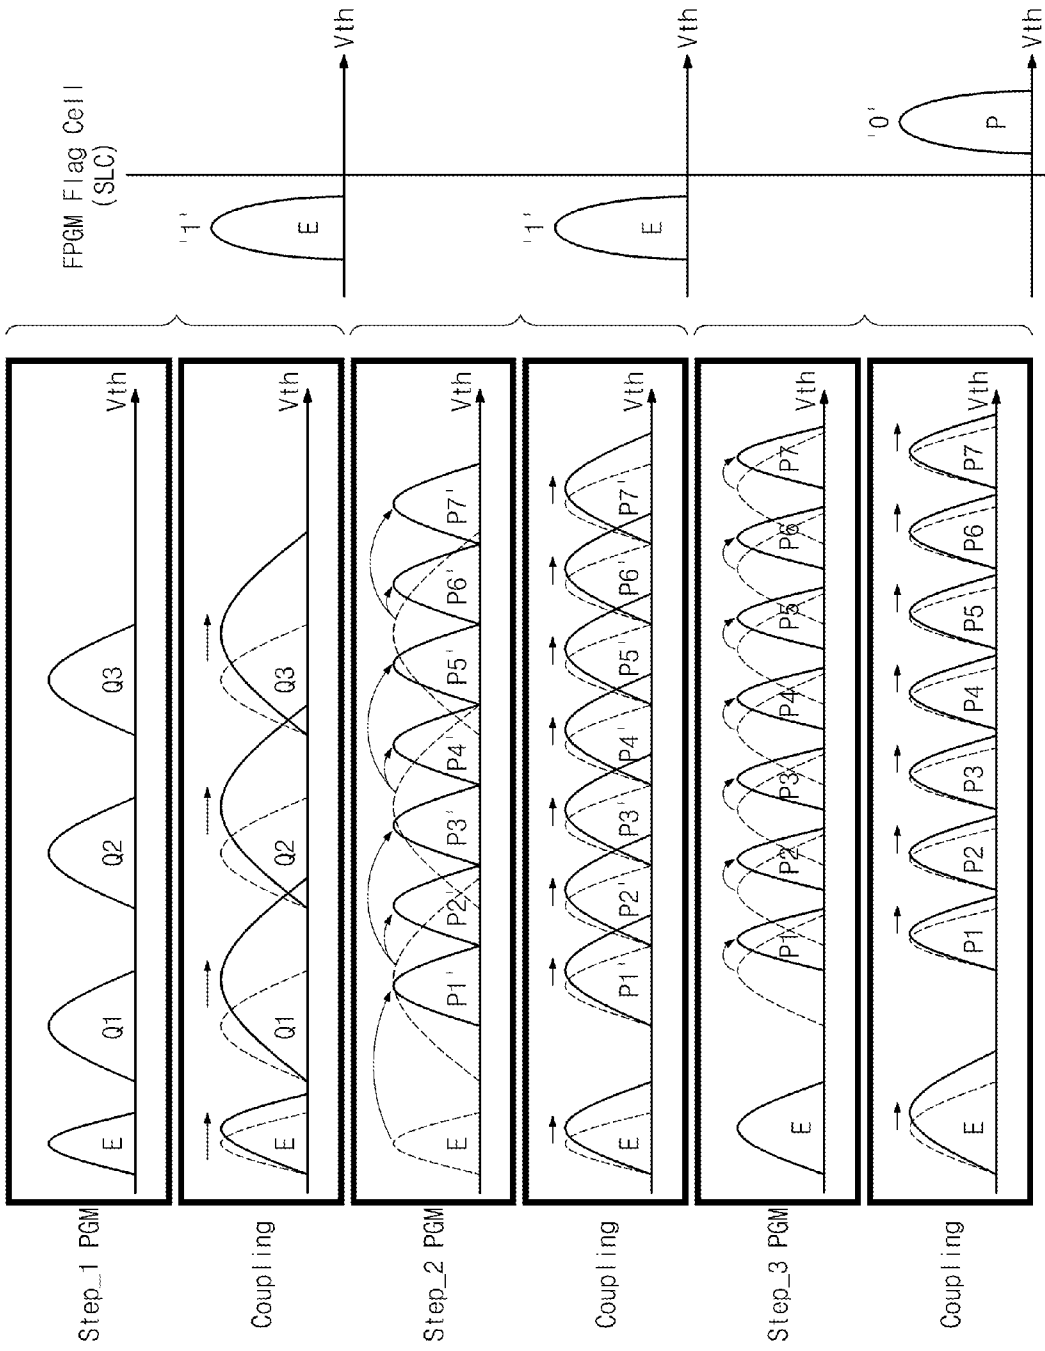 FPGM Flag Cell
(SLC)
Step_1 PGM
E
Q1
Q2
Q3
Vth
'1'
E
Vth
Coupling
E
Q1
Q2
Q3
Vth
Step_2 PGM
E
P1'
P2'
P3'
P4'
P5'
P6'
P7'
Vth
'1'
E
Vth
Coupling
E
P1'
P2'
P3'
P4'
P5'
P6'
P7'
Vth
Step_3 PGM
E
P1
P2
P3
P4
P5
P6
P7
Vth
'0'
P
Vth
Coupling
E
P1
P2
P3
P4
P5
P6
P7
Vth